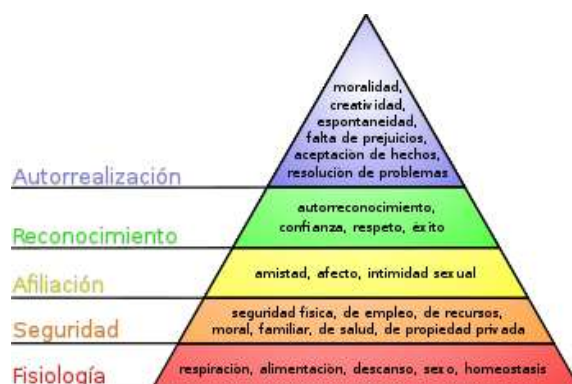 moralidad,
creatividad,
espontaneidad,
falta de prejuicios,
aceptación de hechos,
resolución de problemas
Autorrealización
autorreconocimiento,
confianza, respeto, éxito
Reconocimiento
amistad, afecto, intimidad sexual
Afiliación
seguridad física, de empleo, de recursos,
moral, familiar, de salud, de propiedad privada
Seguridad
respiración, alimentación, descanso, sexo, homeostasis
Fisiología